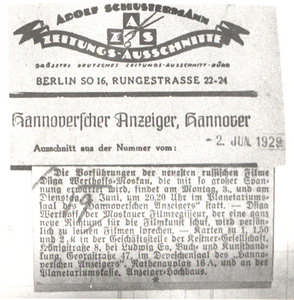 ADOLF SCHUSTERMANN
ZEITUNGS-AUSSCHNITTE
GRÖSSTES DEUTSCHES ZEITUNGS-AUSSCHNITT-BÜRO
BERLIN SO 16, RUNGESTRASSE 22-24
Hannoverscher Anzeiger, Hannover
Ausschnitt aus der Nummer vom:
- 2. JUNI 1929
Die Vorführungen der neuesten russischen Filme
Dsiga Werthoffs-Moskau, die mit so großer Span-
nung erwartet wird, findet am Montag, 3., und am
Dienstag, Juni, um 20.20 Uhr im Planetariums-
saal des "Hannoverschen Anzeigers" statt. — Dsiga
Werthoff, der Moskauer Filmregisseur, der eine ganz
neue Richtung für die Filmkunst schuf, wird persön-
lich zu seinen Filmen sprechen. — Karten zu 1, 1.50
und 2 M in der Geschäftsstelle der Kestner-Gesellschaft,
Königstraße 8, bei Ludwig Ey, Buch- und Kunsthand-
lung, Georgstraße 47, im Derbehandel des "Hanno-
verschen Anzeigers", Rathenauplatz 16 A, und an der
Planetariumskasse, Anzeiger-Hochhaus.